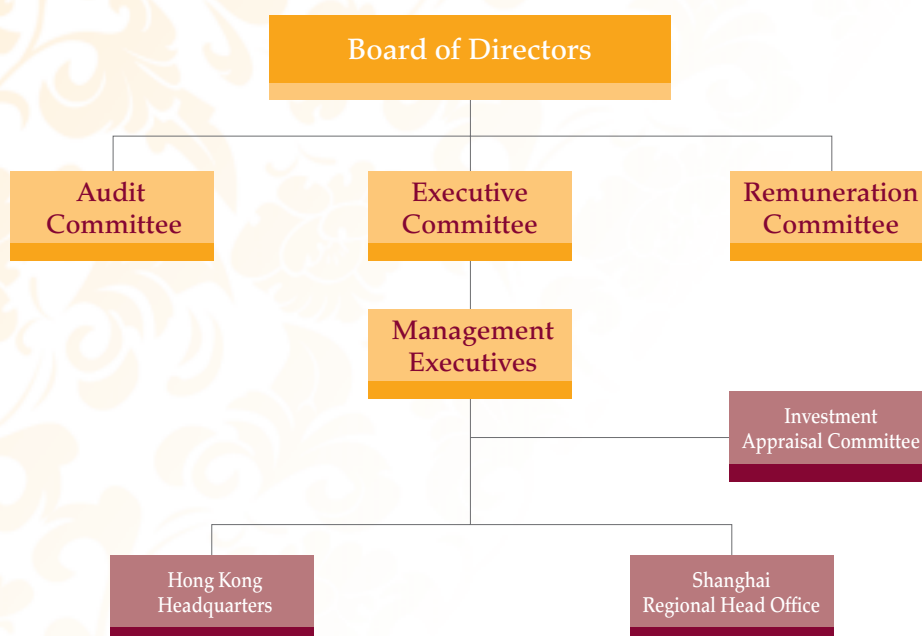 Board of Directors
Audit
Committee
Executive
Committee
Remuneration
Committee
Management
Executives
Investment
Appraisal Committee
Hong Kong
Headquarters
Shanghai
Regional Head Office